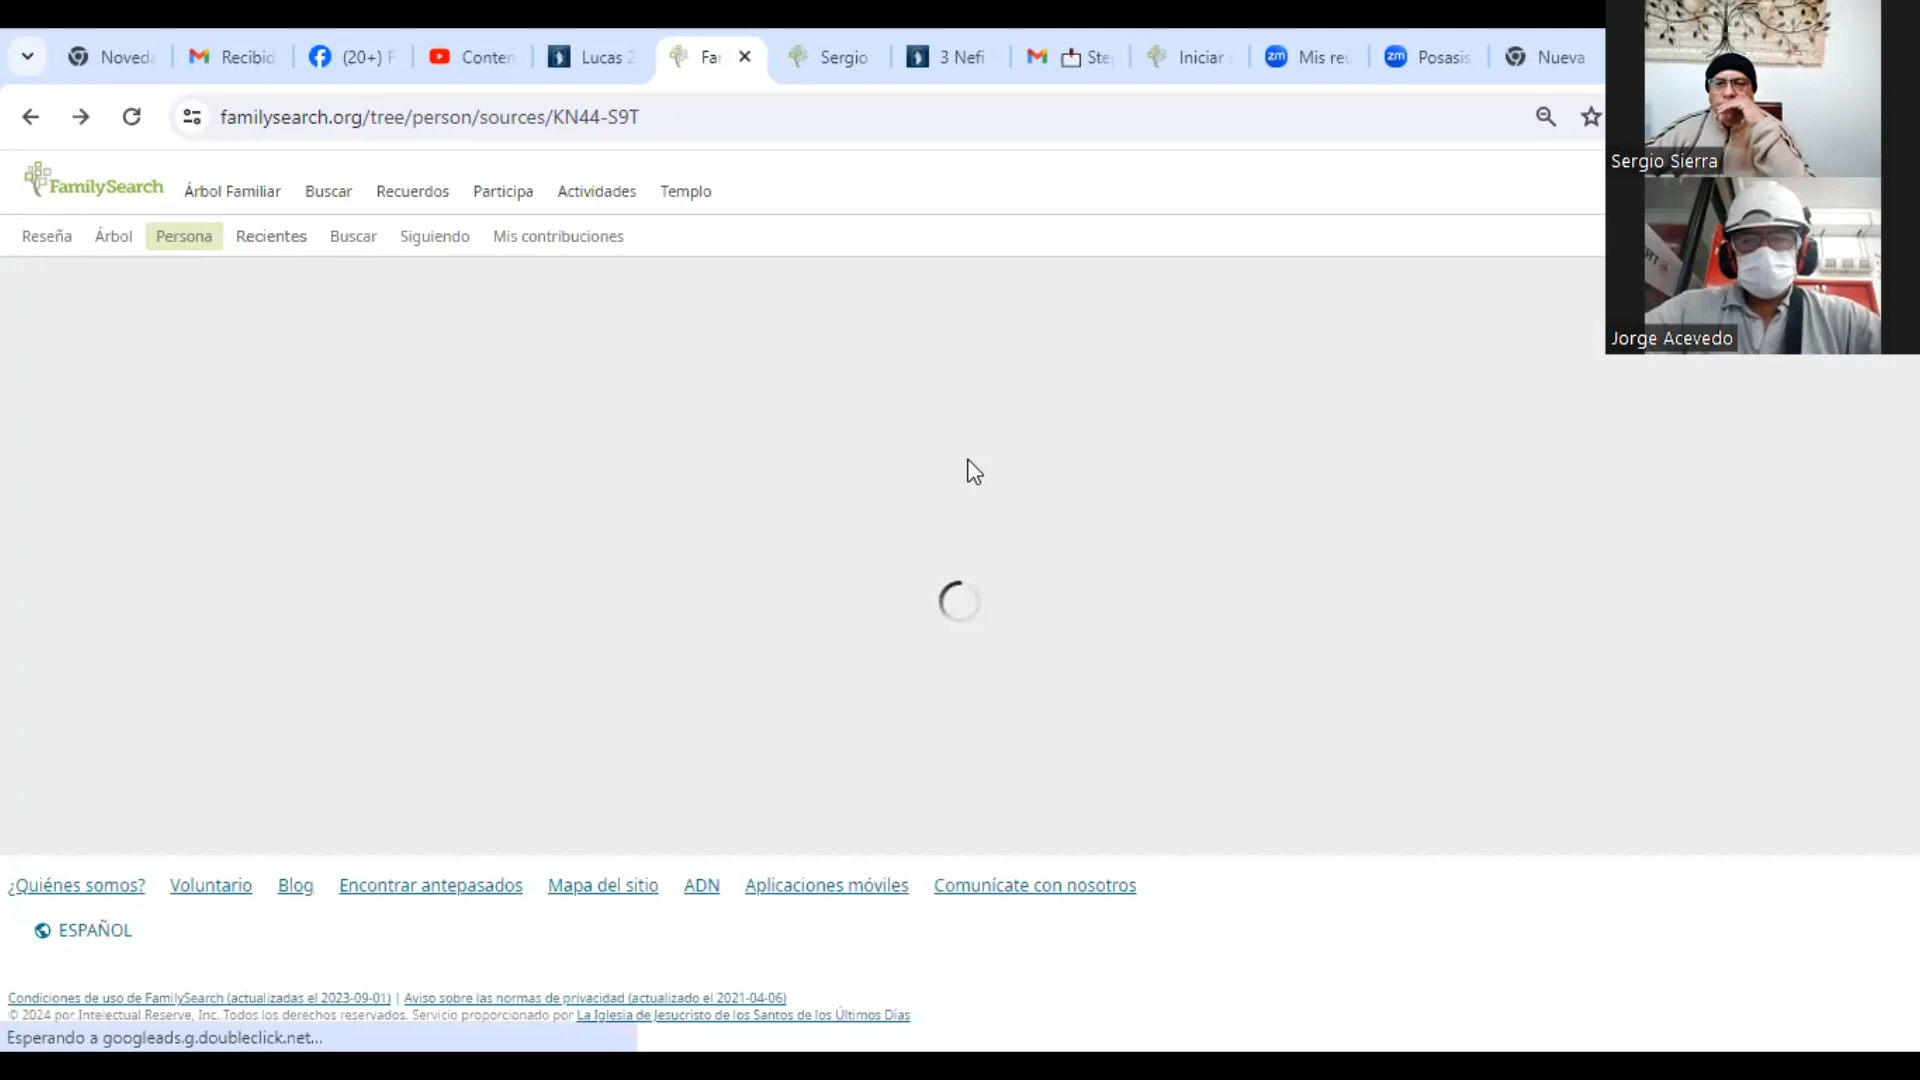 Noveda
Recibid
(20+) F
Conten
Lucas 2
Fa
Sergio
3 Nefi
Ste
Iniciar s
zm Mis reu
zm Posasis
Nueva
familysearch.org/tree/person/sources/KN44-S9T
FamilySearch
Árbol Familiar Buscar Recuerdos Participa Actividades Templo
Reseña Árbol Persona Recientes Buscar Siguiendo Mis contribuciones
Sergio Sierra
Jorge Acevedo
¿Quiénes somos? Voluntario Blog Encontrar antepasados Mapa del sitio ADN Aplicaciones móviles Comunícate con nosotros
ESPAÑOL
Condiciones de uso de FamilySearch (actualizadas el 2023-09-01) | Aviso sobre las normas de privacidad (actualizado el 2021-04-06)
© 2024 por Intelectual Reserve, Inc. Todos los derechos reservados. Servicio proporcionado por La Iglesia de Jesucristo de los Santos de los Últimos Días
Esperando a googleads.g.doubleclick.net...